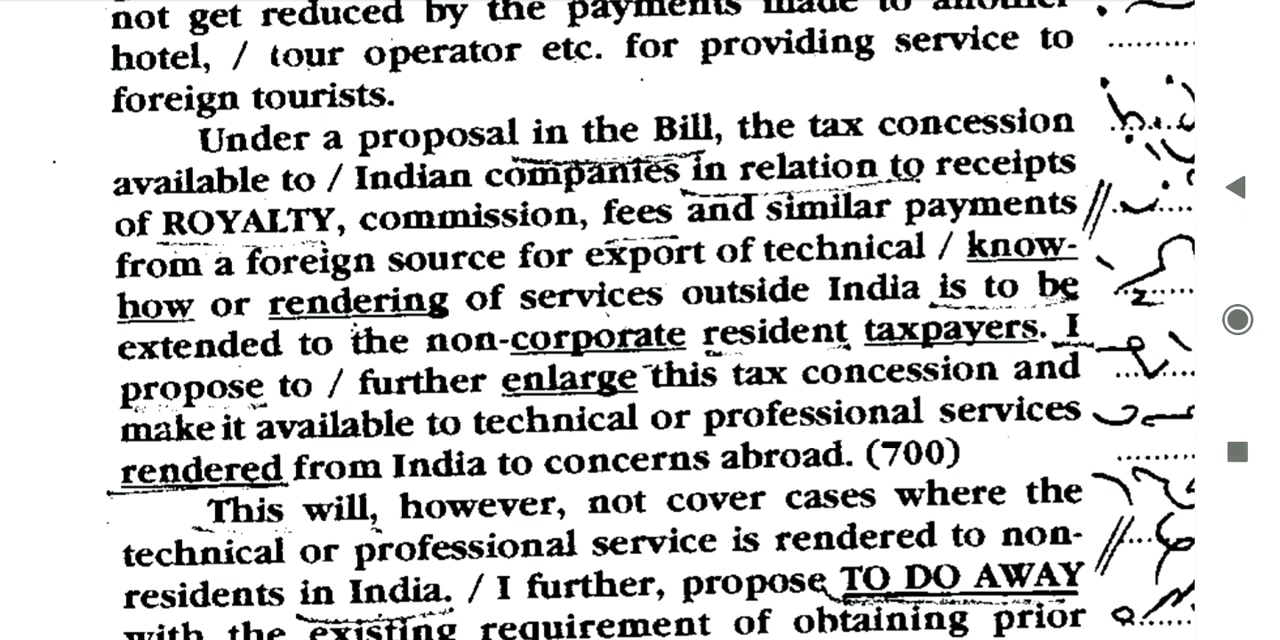 not get reduced by the payments made to another
hotel, / tour operator etc. for providing service to
foreign tourists.
Under a proposal in the Bill, the tax concession
available to / Indian companies in relation to receipts
of ROYALTY, commission, fees and similar payments
from a foreign source for export of technical / know-
how or rendering of services outside India is to be
extended to the non-corporate resident taxpayers. I
propose to / further enlarge this tax concession and
make it available to technical or professional services
rendered from India to concerns abroad. (700)
This will, however, not cover cases where the
technical or professional service is rendered to non-
residents in India. / I further, propose TO DO AWAY
with the existing requirement of obtaining prior